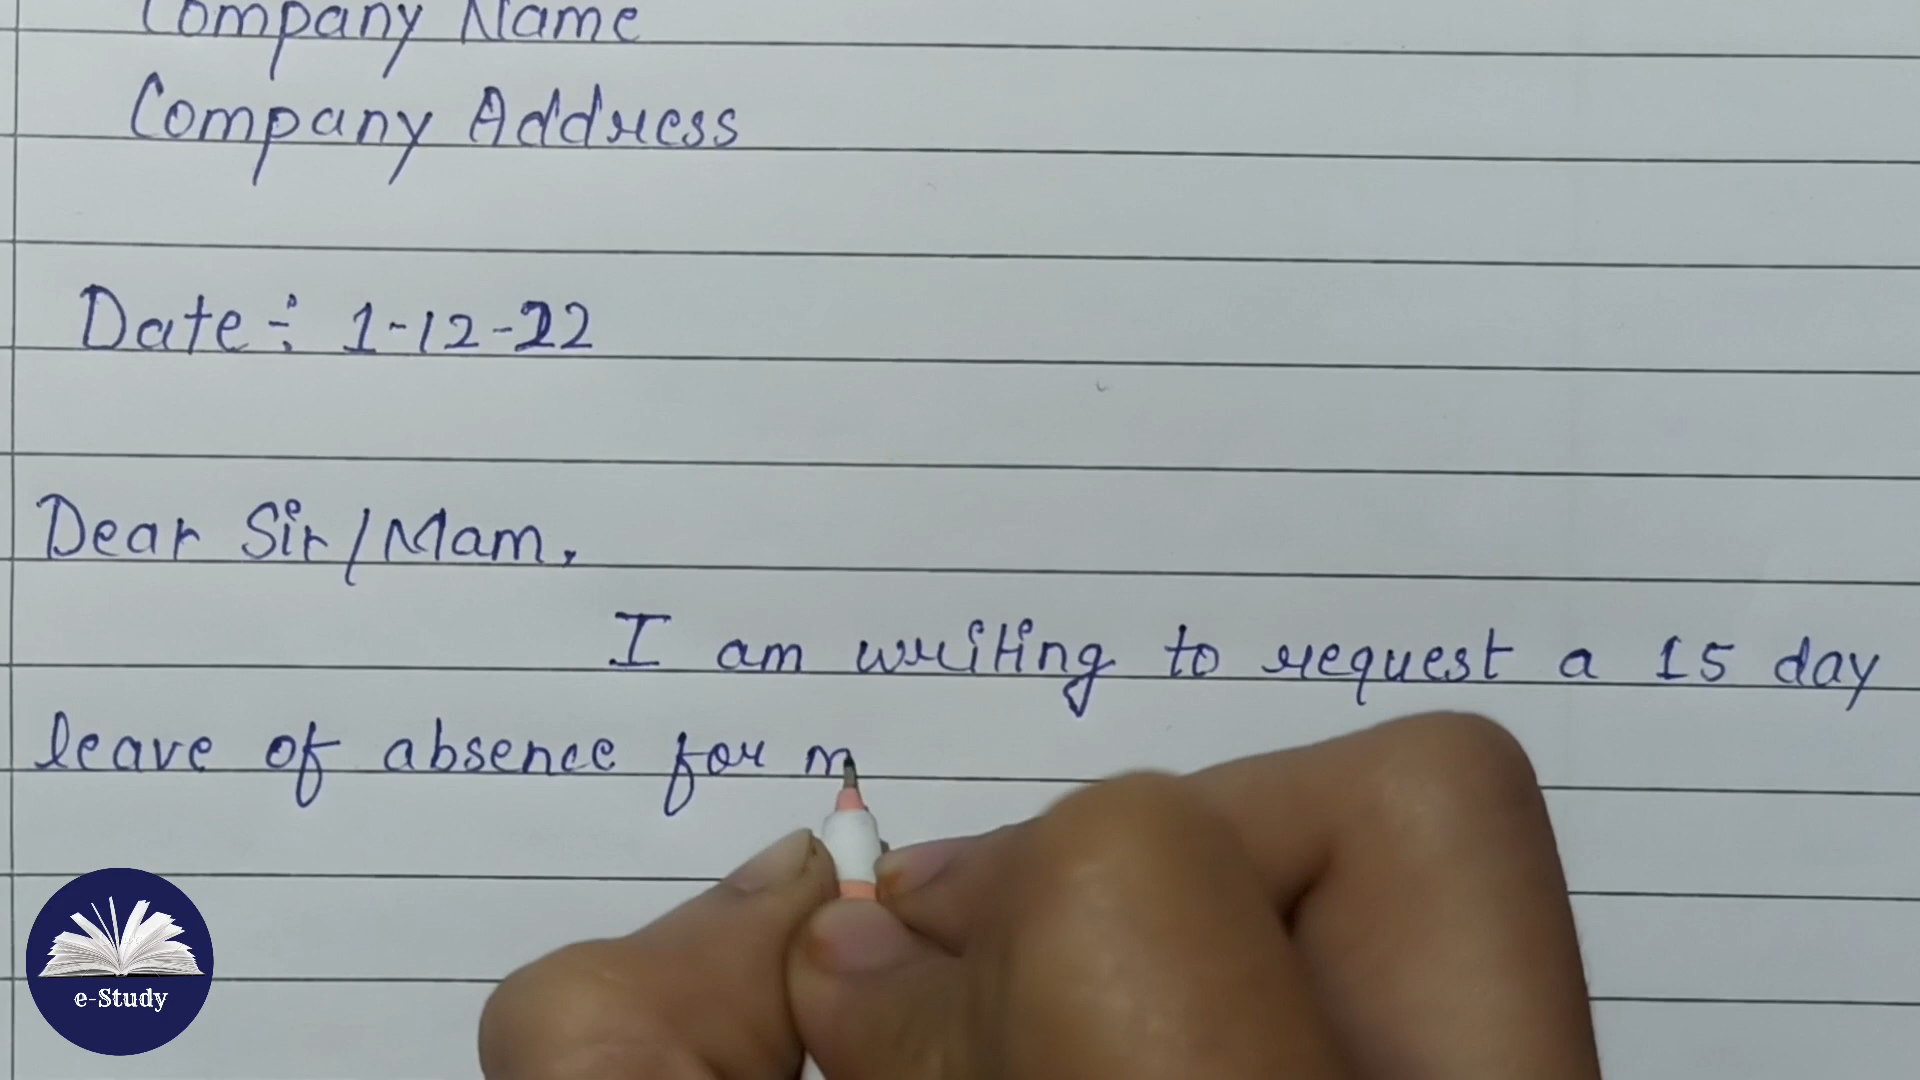 Company Name
Company Address
Date ÷ 1-12-22
Dear Sir/Mam,
I am writing to request a 15 day
leave of absence for m
e-Study